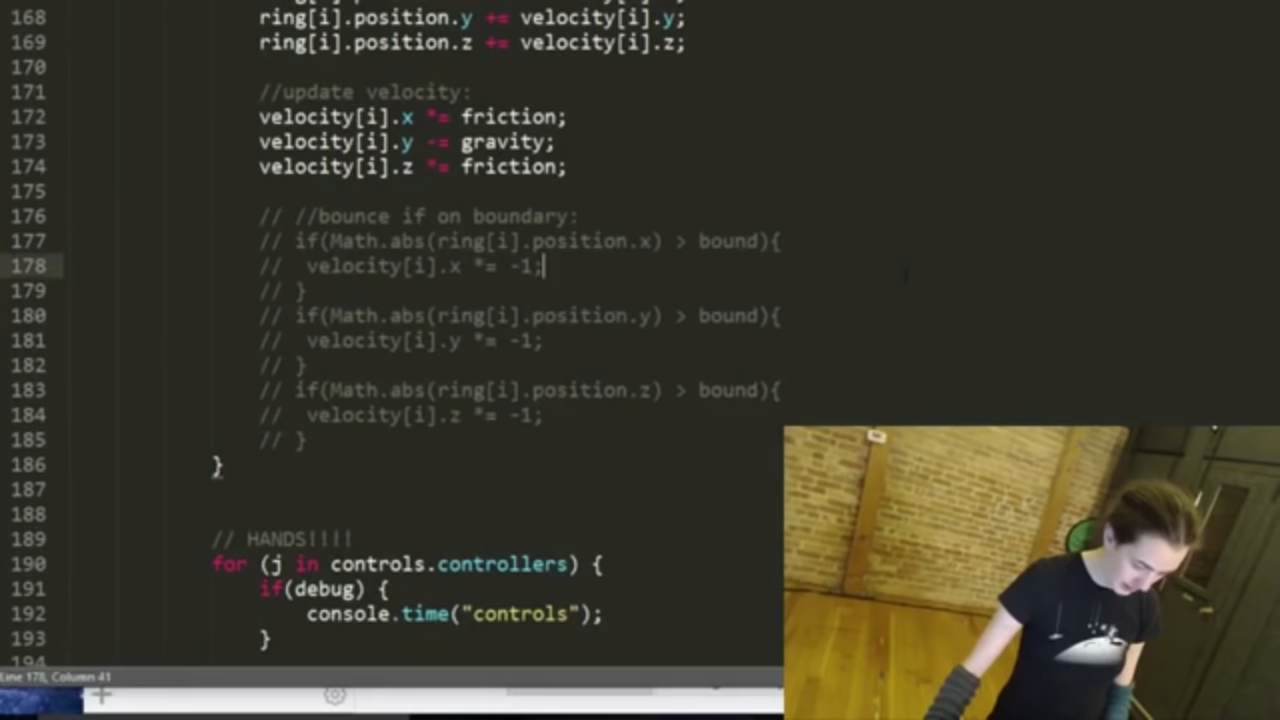 168 ring[i].position.y += velocity[i].y;
169 ring[i].position.z += velocity[i].z;
170
171 //update velocity:
172 velocity[i].x *= friction;
173 velocity[i].y -= gravity;
174 velocity[i].z *= friction;
175
176 // //bounce if on boundary:
177 // if(Math.abs(ring[i].position.x) > bound){
178 //  velocity[i].x *= -1;
179 // }
180 // if(Math.abs(ring[i].position.y) > bound){
181 //  velocity[i].y *= -1;
182 // }
183 // if(Math.abs(ring[i].position.z) > bound){
184 //  velocity[i].z *= -1;
185 // }
186 }
187
188
189 // HANDS!!!!
190 for (j in controls.controllers) {
191 if(debug) {
192 console.time("controls");
193 }
194
Line 178, Column 41